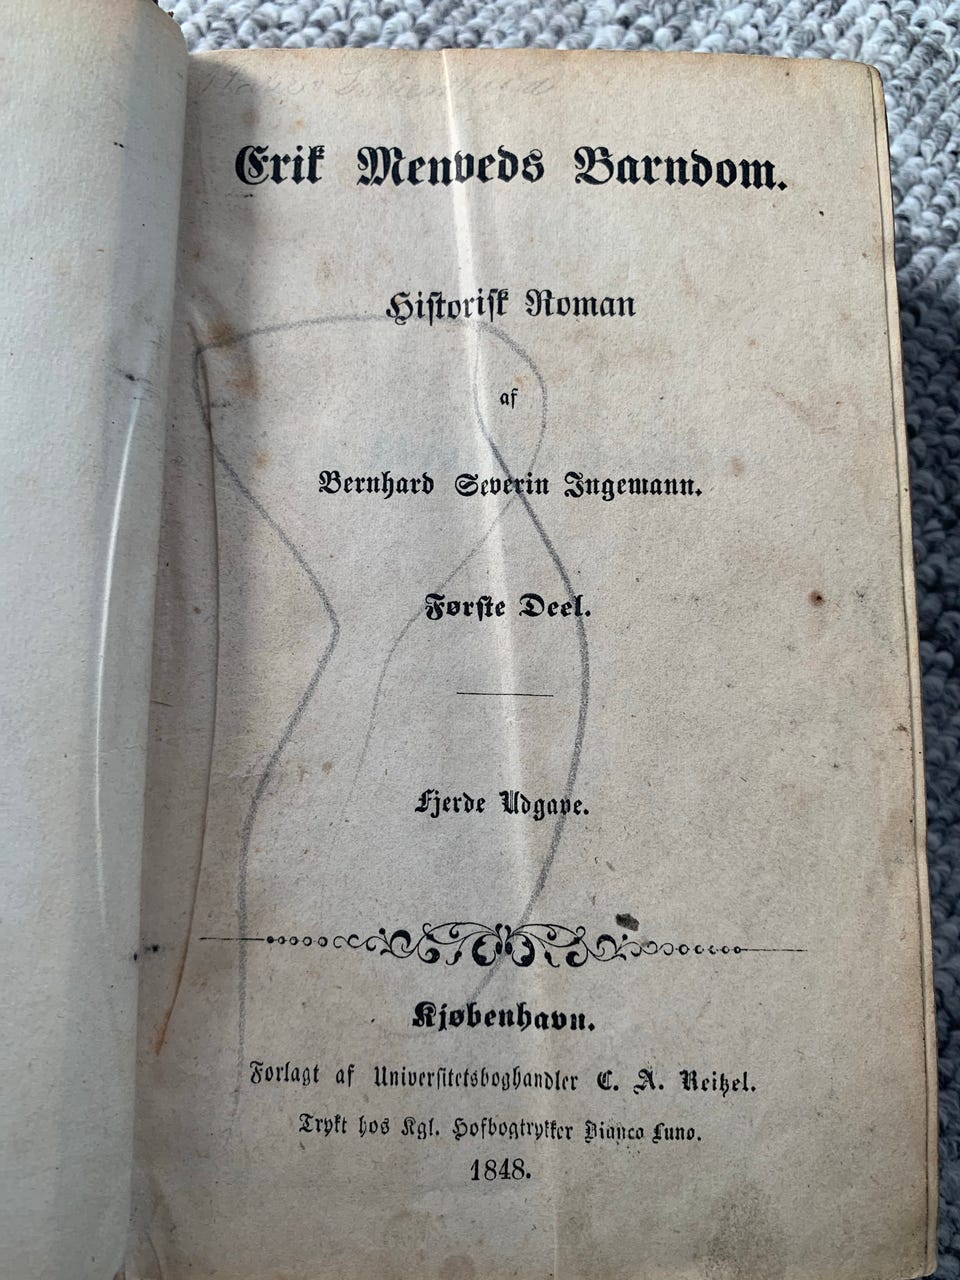 Erik Menveds Barndom.
Historisk Roman
af
Bernhard Severin Ingemann.
Første Deel.
Fjerde Udgave.
Kjøbenhavn.
Forlagt af Universitetsboghandler C. A. Reitzel.
Trykt hos Kgl. Hofbogtrykker Bianco Luno.
1848.